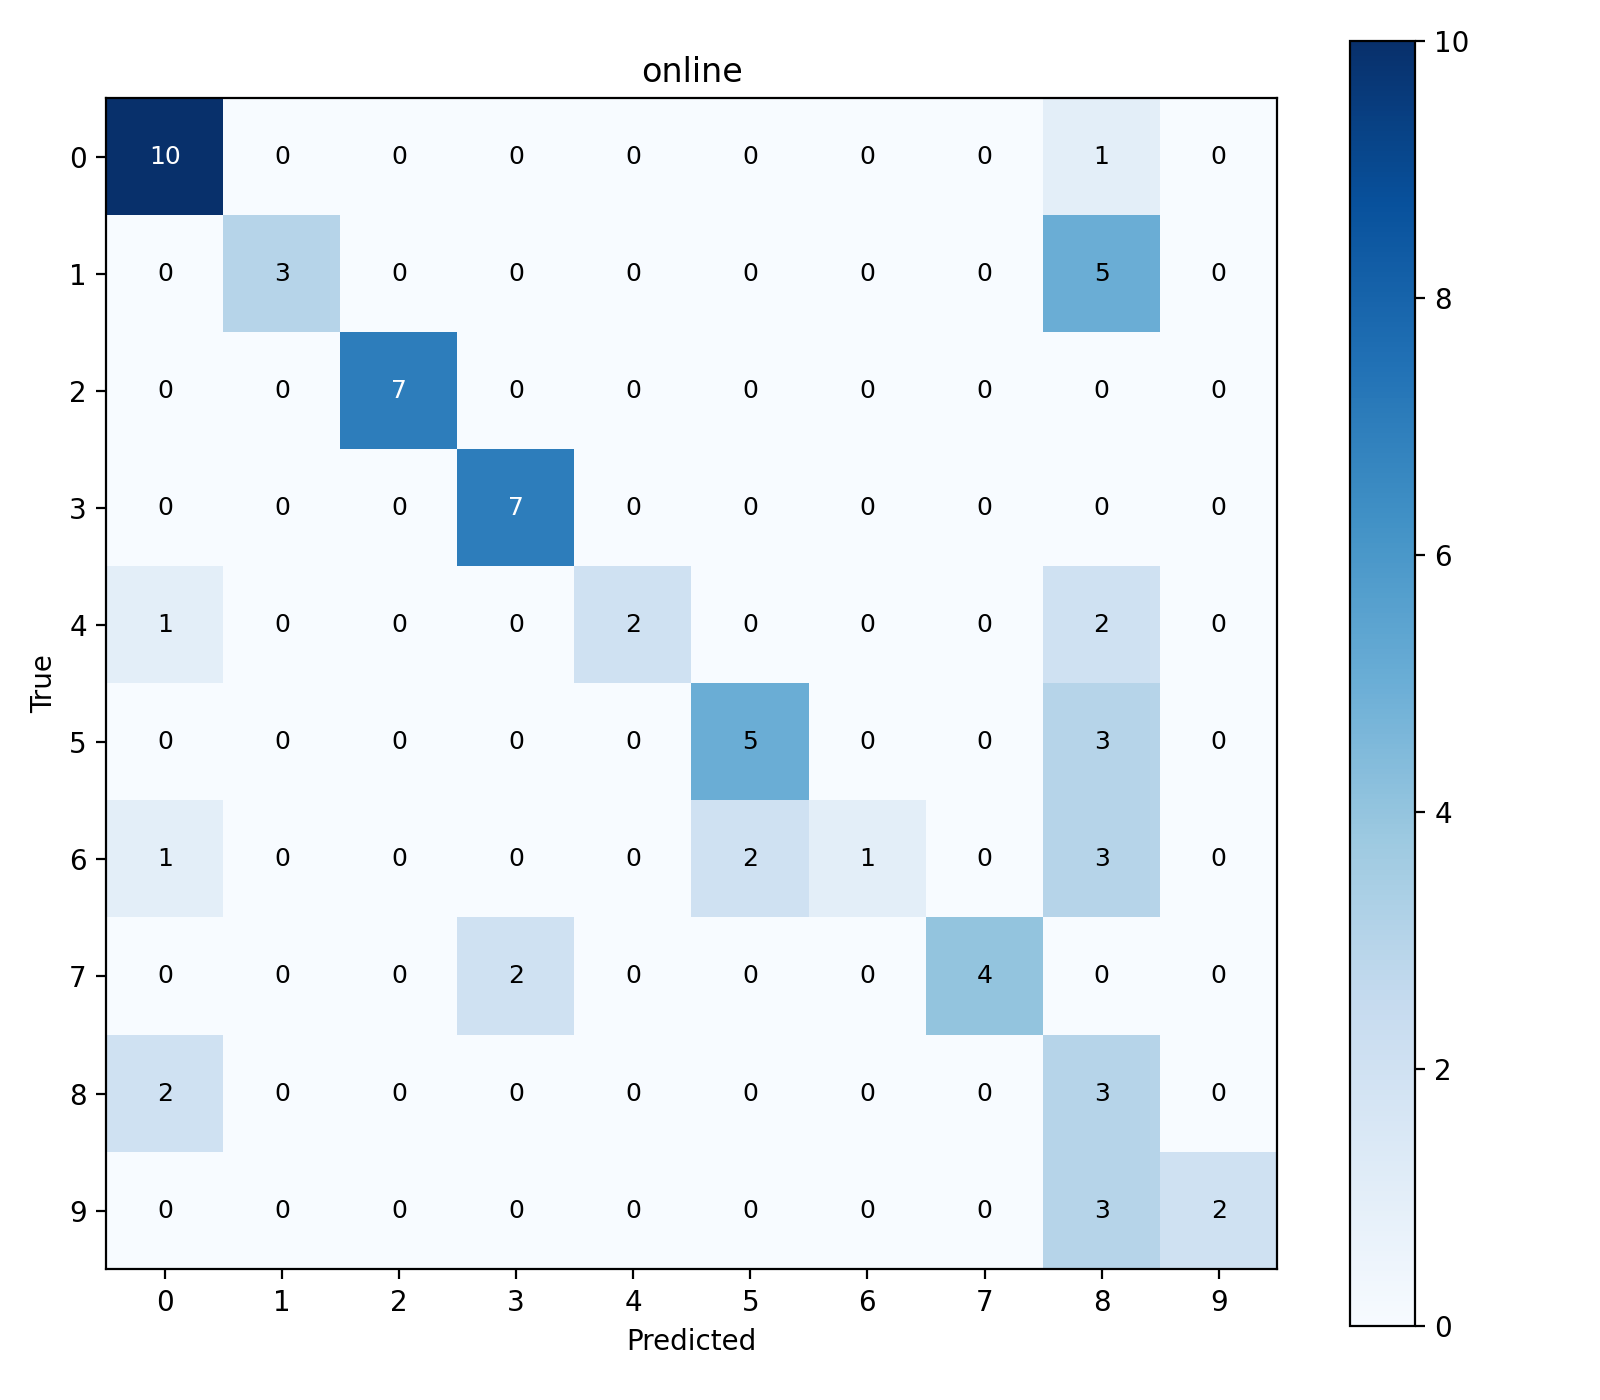 online
0 10 0 0 0 0 0 0 0 1 0
1 0 3 0 0 0 0 0 0 5 0
2 0 0 7 0 0 0 0 0 0 0
3 0 0 0 7 0 0 0 0 0 0
4 1 0 0 0 2 0 0 0 2 0
5 0 0 0 0 0 5 0 0 3 0
6 1 0 0 0 0 2 1 0 3 0
7 0 0 0 2 0 0 0 4 0 0
8 2 0 0 0 0 0 0 0 3 0
9 0 0 0 0 0 0 0 0 3 2
0 1 2 3 4 5 6 7 8 9
Predicted
True
10
8
6
4
2
0